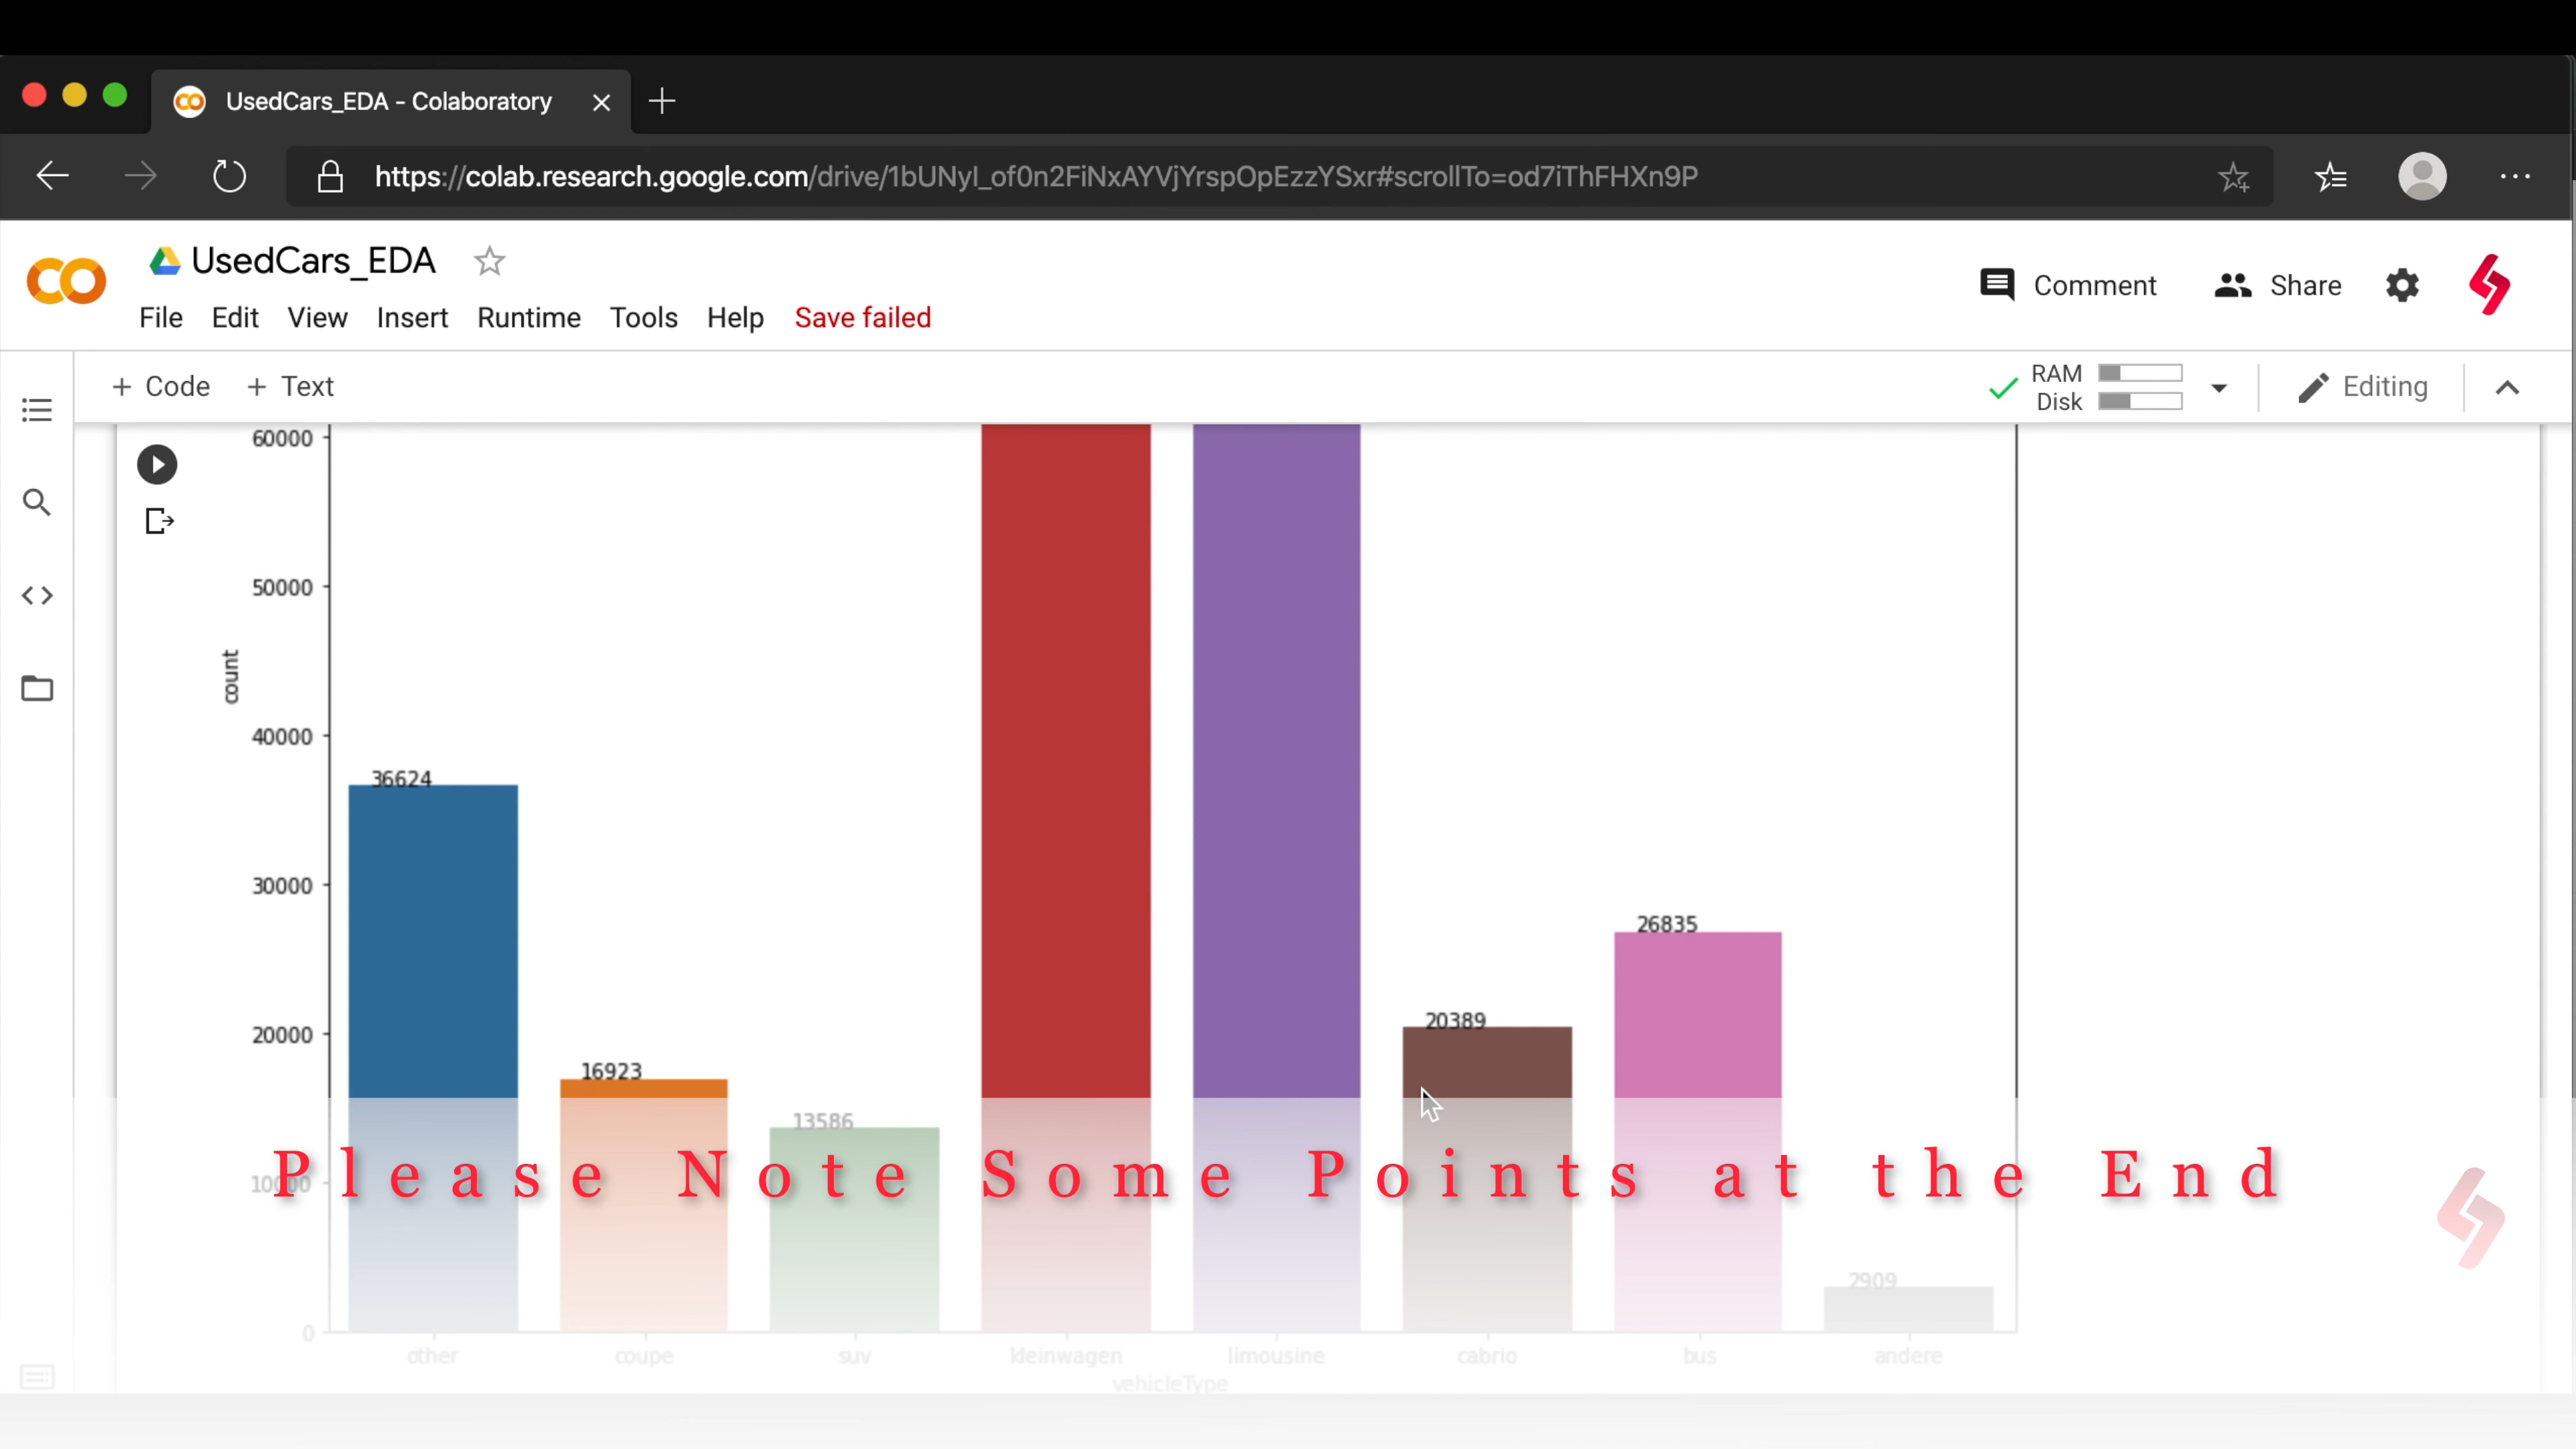 UsedCars_EDA - Colaboratory
https://colab.research.google.com/drive/1bUNyI_of0n2FiNxAYVjYrspOpEzzYSxr#scrollTo=od7iThFHXn9P
UsedCars_EDA
Comment Share
File Edit View Insert Runtime Tools Help Save failed
+ Code + Text
RAM
Disk
Editing
60000
50000
count
40000
36624
30000
26835
20000
20389
16923
13586
Please Note Some Points at the End
10000
2909
0
other coupe suv kleinwagen limousine cabrio bus andere
vehicleType